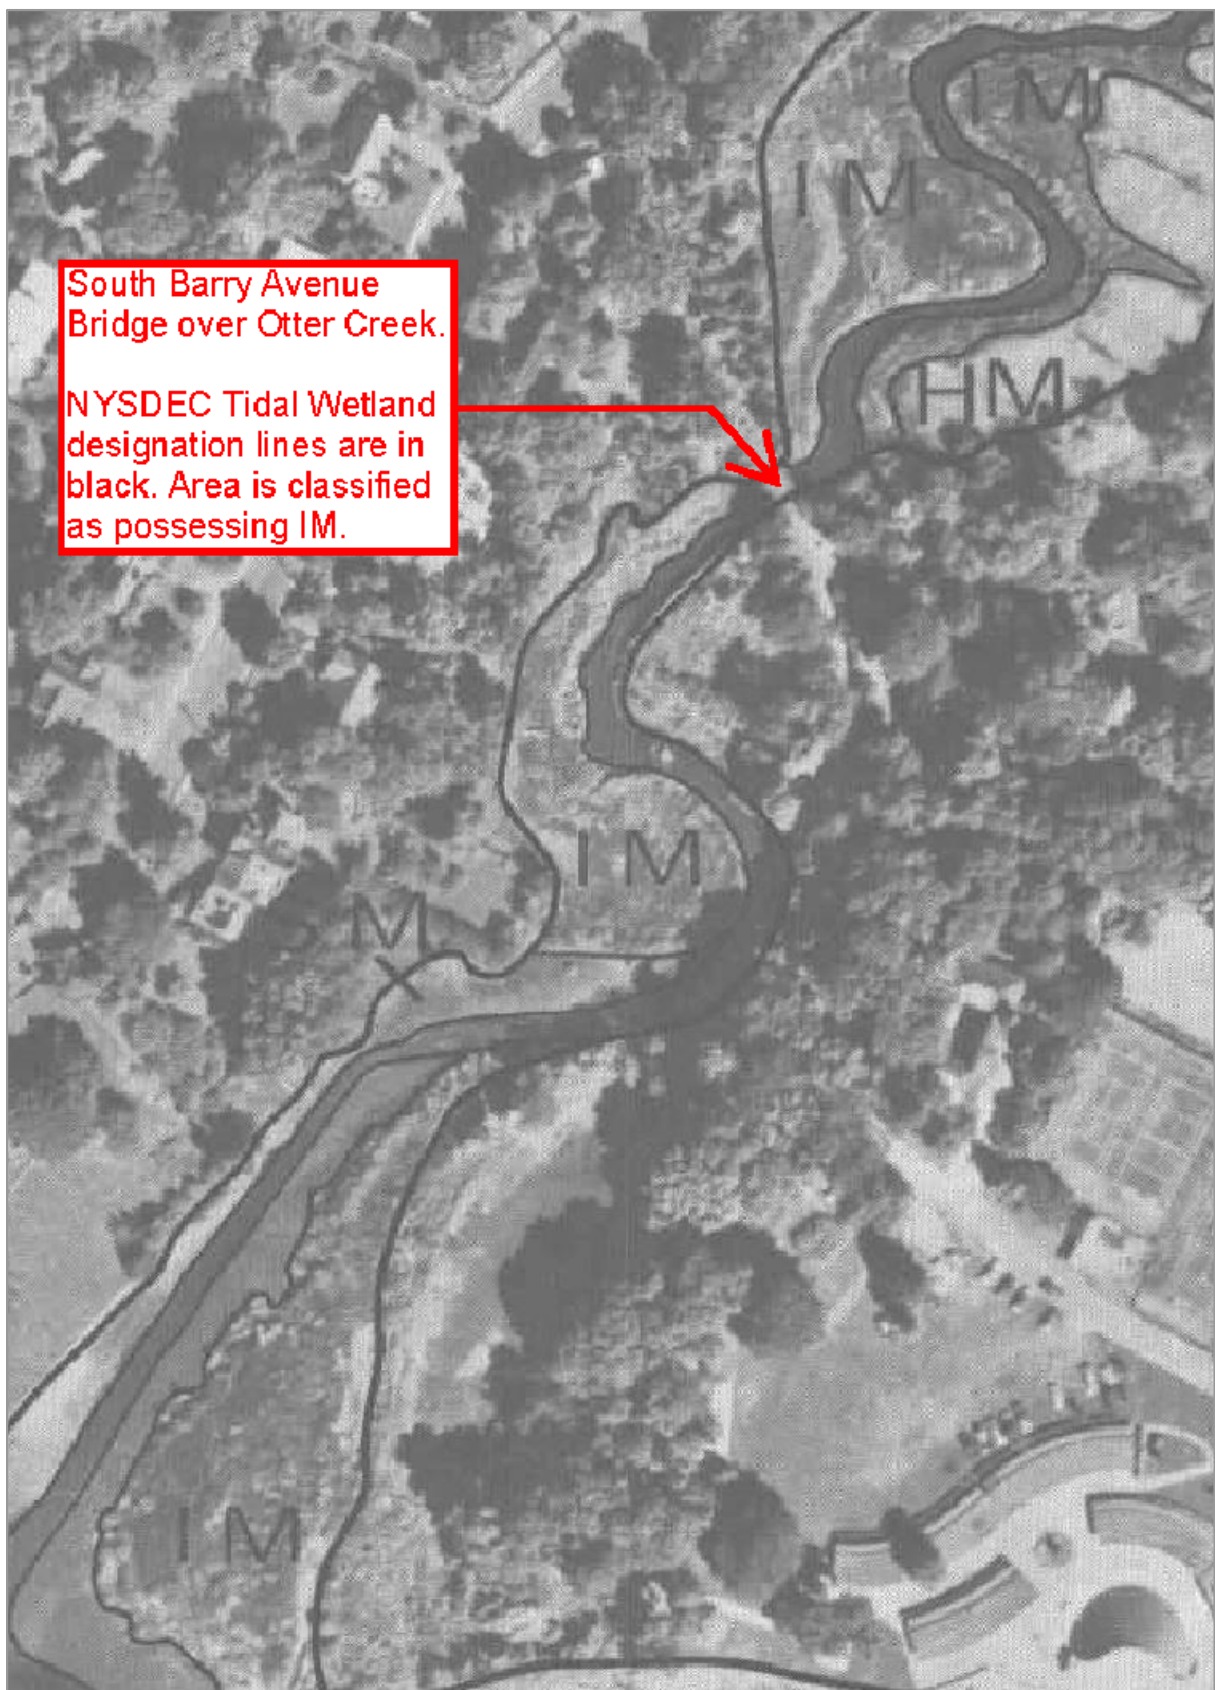 IM
IM
South Barry Avenue
Bridge over Otter Creek.
NYSDEC Tidal Wetland
designation lines are in
black. Area is classified
as possessing IM.
HM
IM
M
X
IM